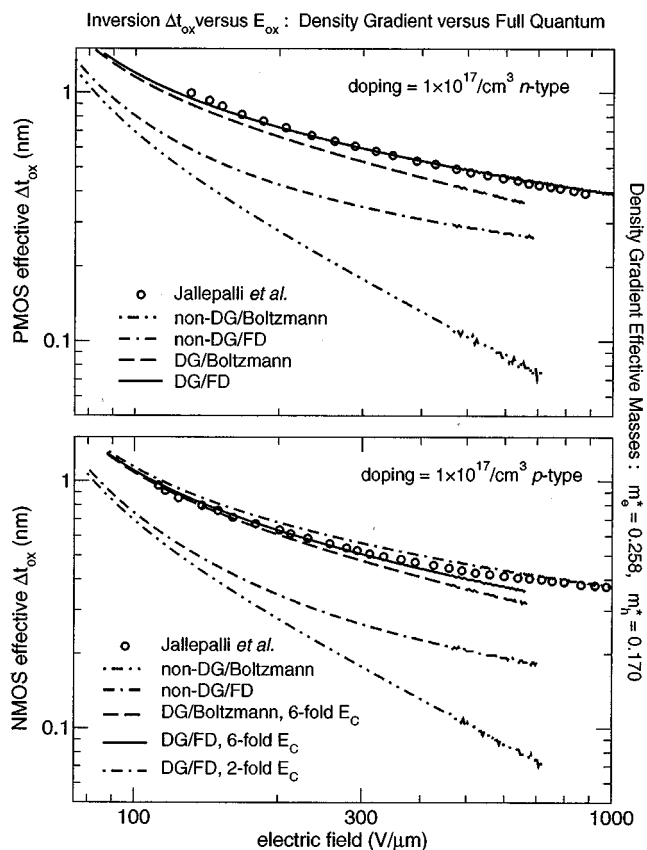 Inversion Δtox versus Eox : Density Gradient versus Full Quantum
doping = 1×10^17/cm^3 n-type
1
PMOS effective Δtox (nm)
0.1
Jallepalli et al.
non-DG/Boltzmann
non-DG/FD
DG/Boltzmann
DG/FD
doping = 1×10^17/cm^3 p-type
1
NMOS effective Δtox (nm)
0.1
Jallepalli et al.
non-DG/Boltzmann
non-DG/FD
DG/Boltzmann, 6-fold EC
DG/FD, 6-fold EC
DG/FD, 2-fold EC
100 300 1000
electric field (V/μm)
Density Gradient Effective Masses : m*e = 0.258, m*h = 0.170